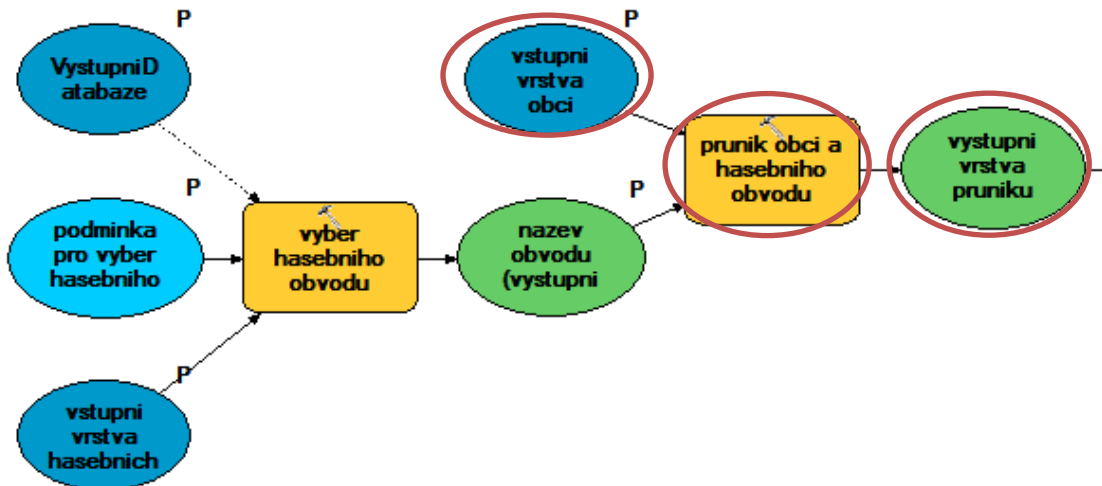 P
VystupniD
atabaze
P
vstupni
vrstva
obci
prunik obci a
hasebniho
obvodu
vystupni
vrstva
pruniku
P
podminka
pro vyber
hasebniho
vyber
hasebniho
obvodu
P
nazev
obvodu
(vystupni
P
vstupni
vrstva
hasebnich